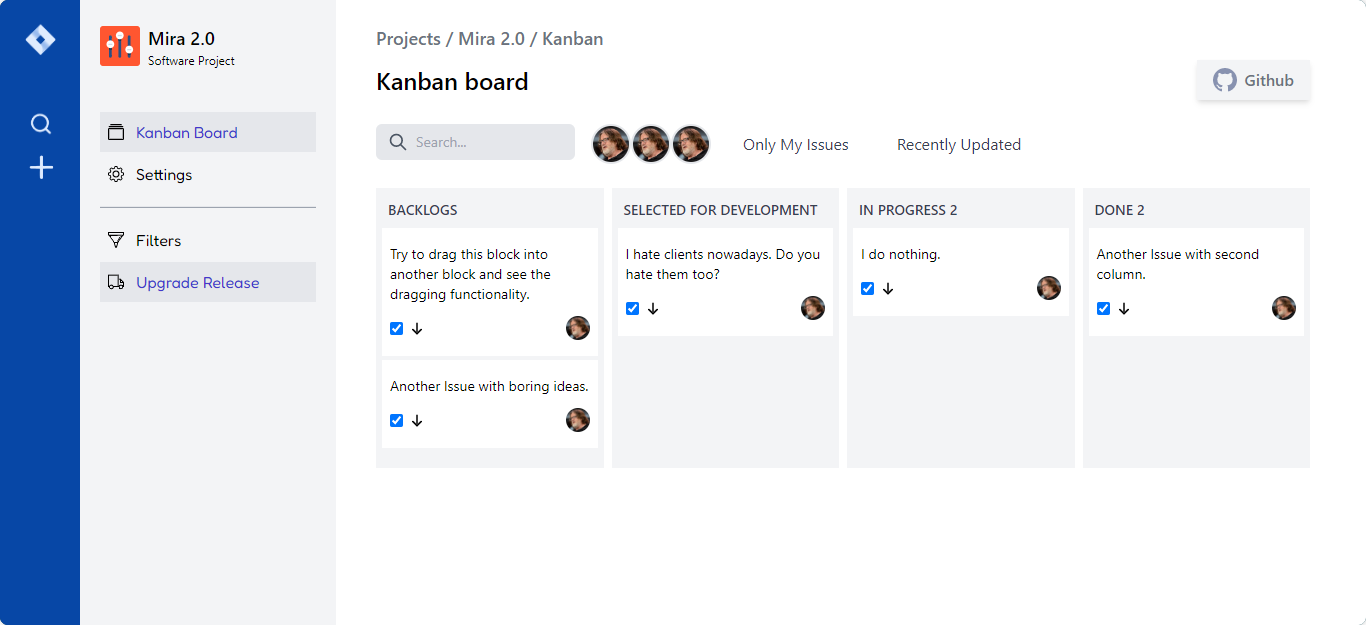 Mira 2.0
Software Project
Kanban Board
Settings
Filters
Upgrade Release
Projects / Mira 2.0 / Kanban
Kanban board
Github
Search...
Only My Issues
Recently Updated
BACKLOGS
Try to drag this block into
another block and see the
dragging functionality.
Another Issue with boring ideas.
SELECTED FOR DEVELOPMENT
I hate clients nowadays. Do you
hate them too?
IN PROGRESS 2
I do nothing.
DONE 2
Another Issue with second
column.